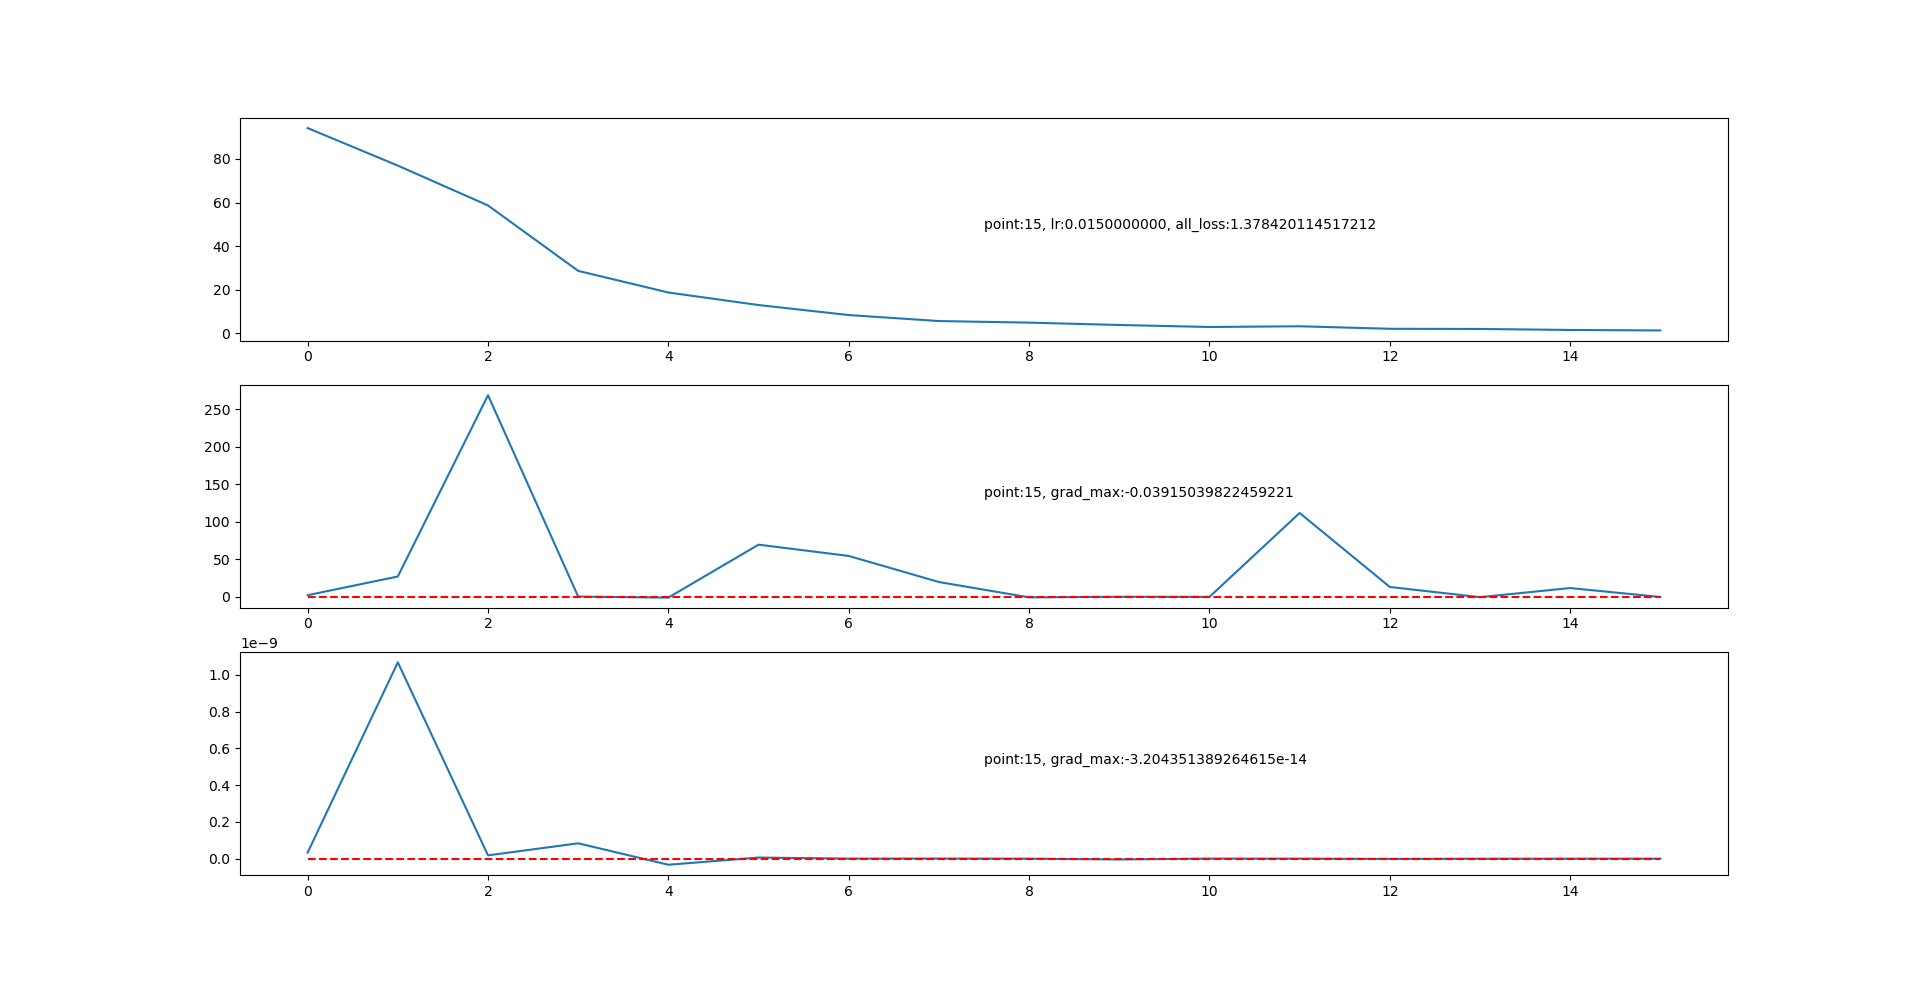 80
60
40
20
0
point:15, lr:0.0150000000, all_loss:1.378420114517212
0 2 4 6 8 10 12 14
250
200
150
100
50
0
point:15, grad_max:-0.03915039822459221
0 2 4 6 8 10 12 14
1e−9
1.0
0.8
0.6
0.4
0.2
0.0
point:15, grad_max:-3.204351389264615e-14
0 2 4 6 8 10 12 14